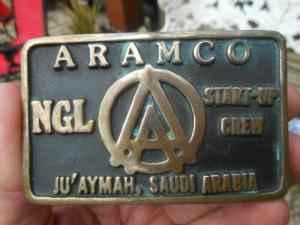 ARAMCO
NGL
START-UP
CREW
JU'AYMAH, SAUDI ARABIA